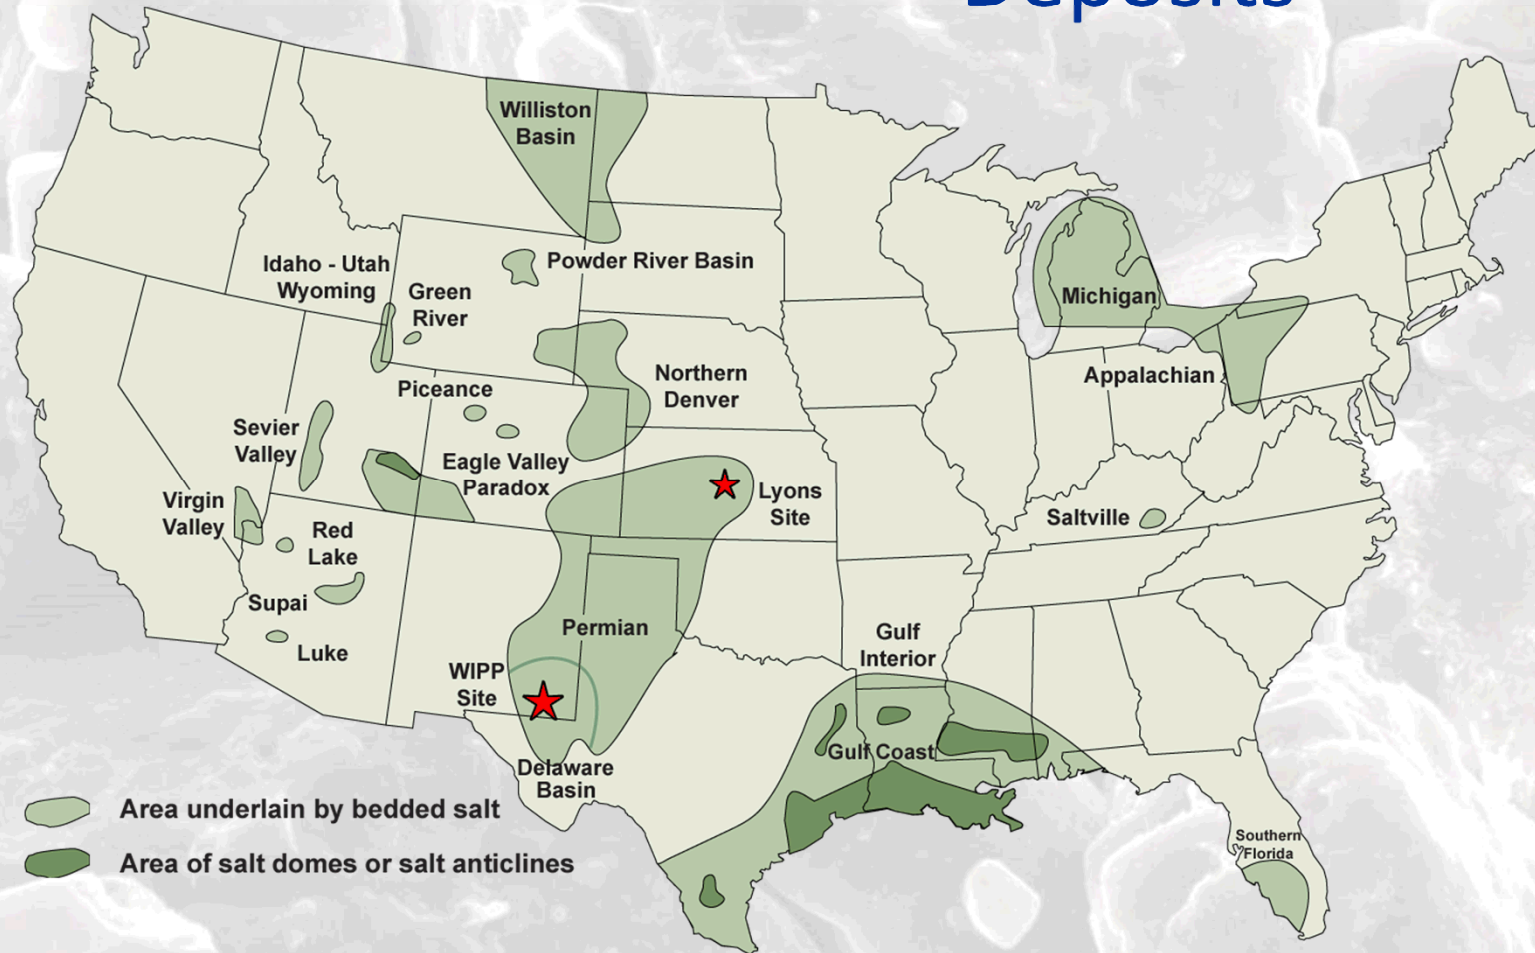 Deposits
Williston
Basin
Idaho - Utah
Wyoming
Powder River Basin
Green
River
Michigan
Piceance
Northern
Denver
Appalachian
Sevier
Valley
Eagle Valley
Paradox
Virgin
Valley
Lyons
Site
Red
Lake
Saltville
Supai
Luke
Permian
Gulf
Interior
WIPP
Site
Gulf Coast
Delaware
Basin
Area underlain by bedded salt
Area of salt domes or salt anticlines
Southern
Florida